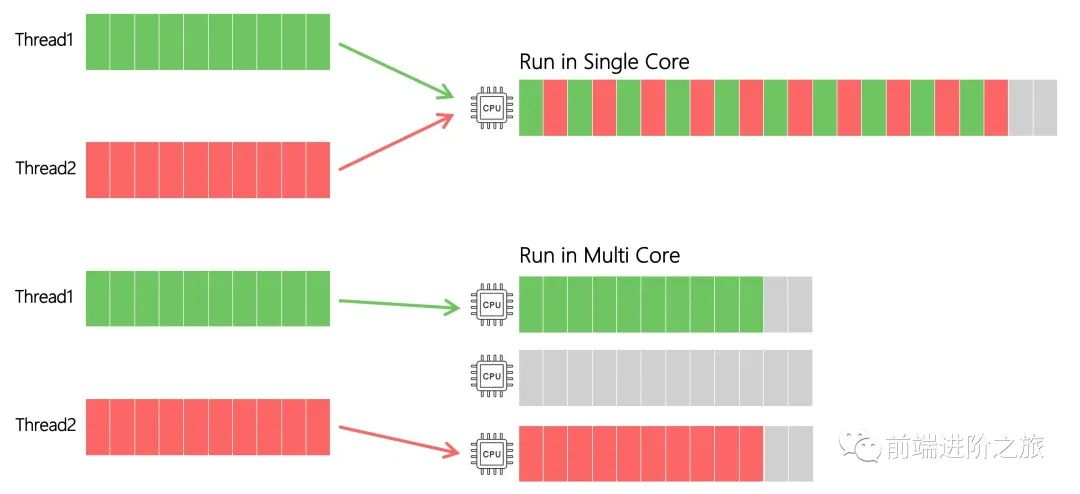 Thread1
Run in Single Core
CPU
Thread2
Run in Multi Core
Thread1
CPU
CPU
Thread2
CPU
前端进阶之旅